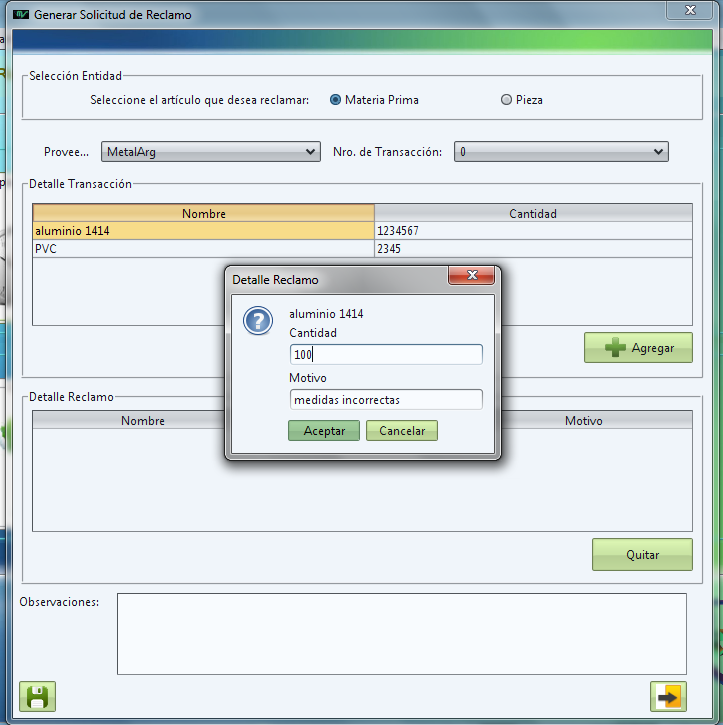 Generar Solicitud de Reclamo
Selección Entidad
Seleccione el artículo que desea reclamar: Materia Prima Pieza
Provee... MetalArg Nro. de Transacción: 0
Detalle Transacción
Nombre Cantidad
aluminio 1414 1234567
PVC 2345
Agregar
Detalle Reclamo
aluminio 1414
Cantidad
100
Motivo
medidas incorrectas
Aceptar Cancelar
Detalle Reclamo
Nombre Motivo
Quitar
Observaciones: